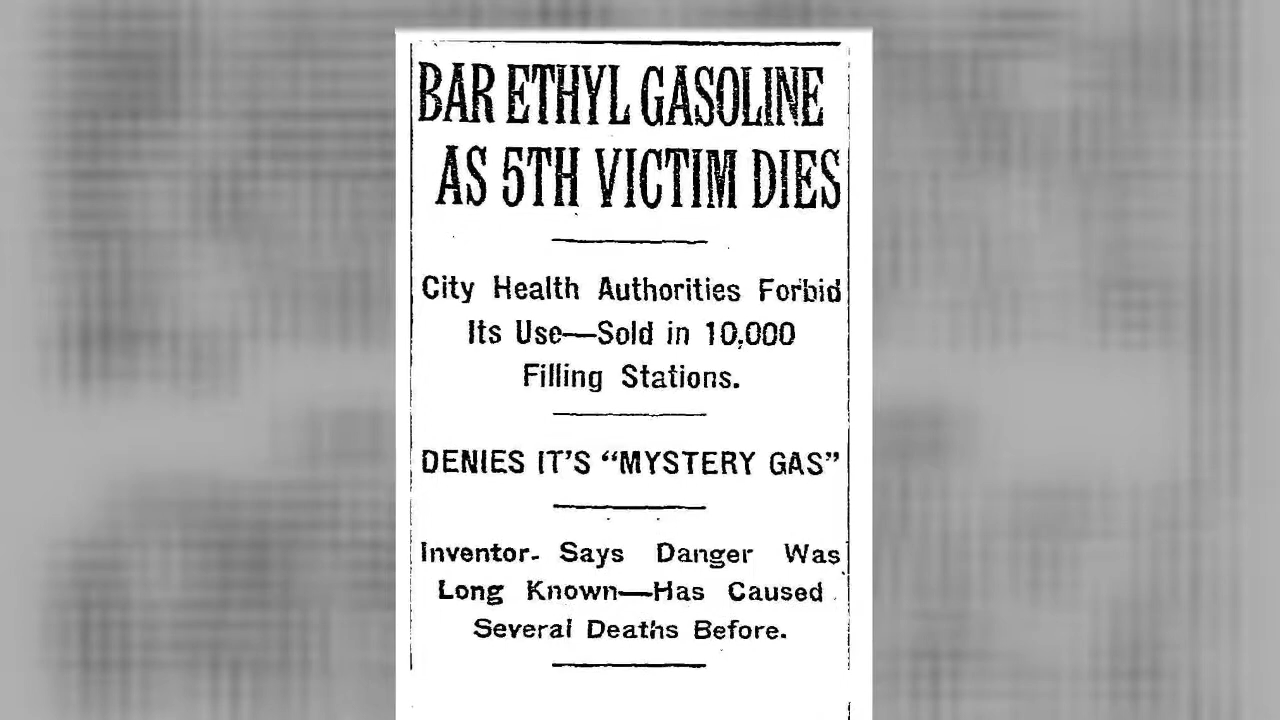 BAR ETHYL GASOLINE
AS 5TH VICTIM DIES
City Health Authorities Forbid
Its Use—Sold in 10,000
Filling Stations.
DENIES IT'S “MYSTERY GAS”
Inventor Says Danger Was
Long Known—Has Caused
Several Deaths Before.